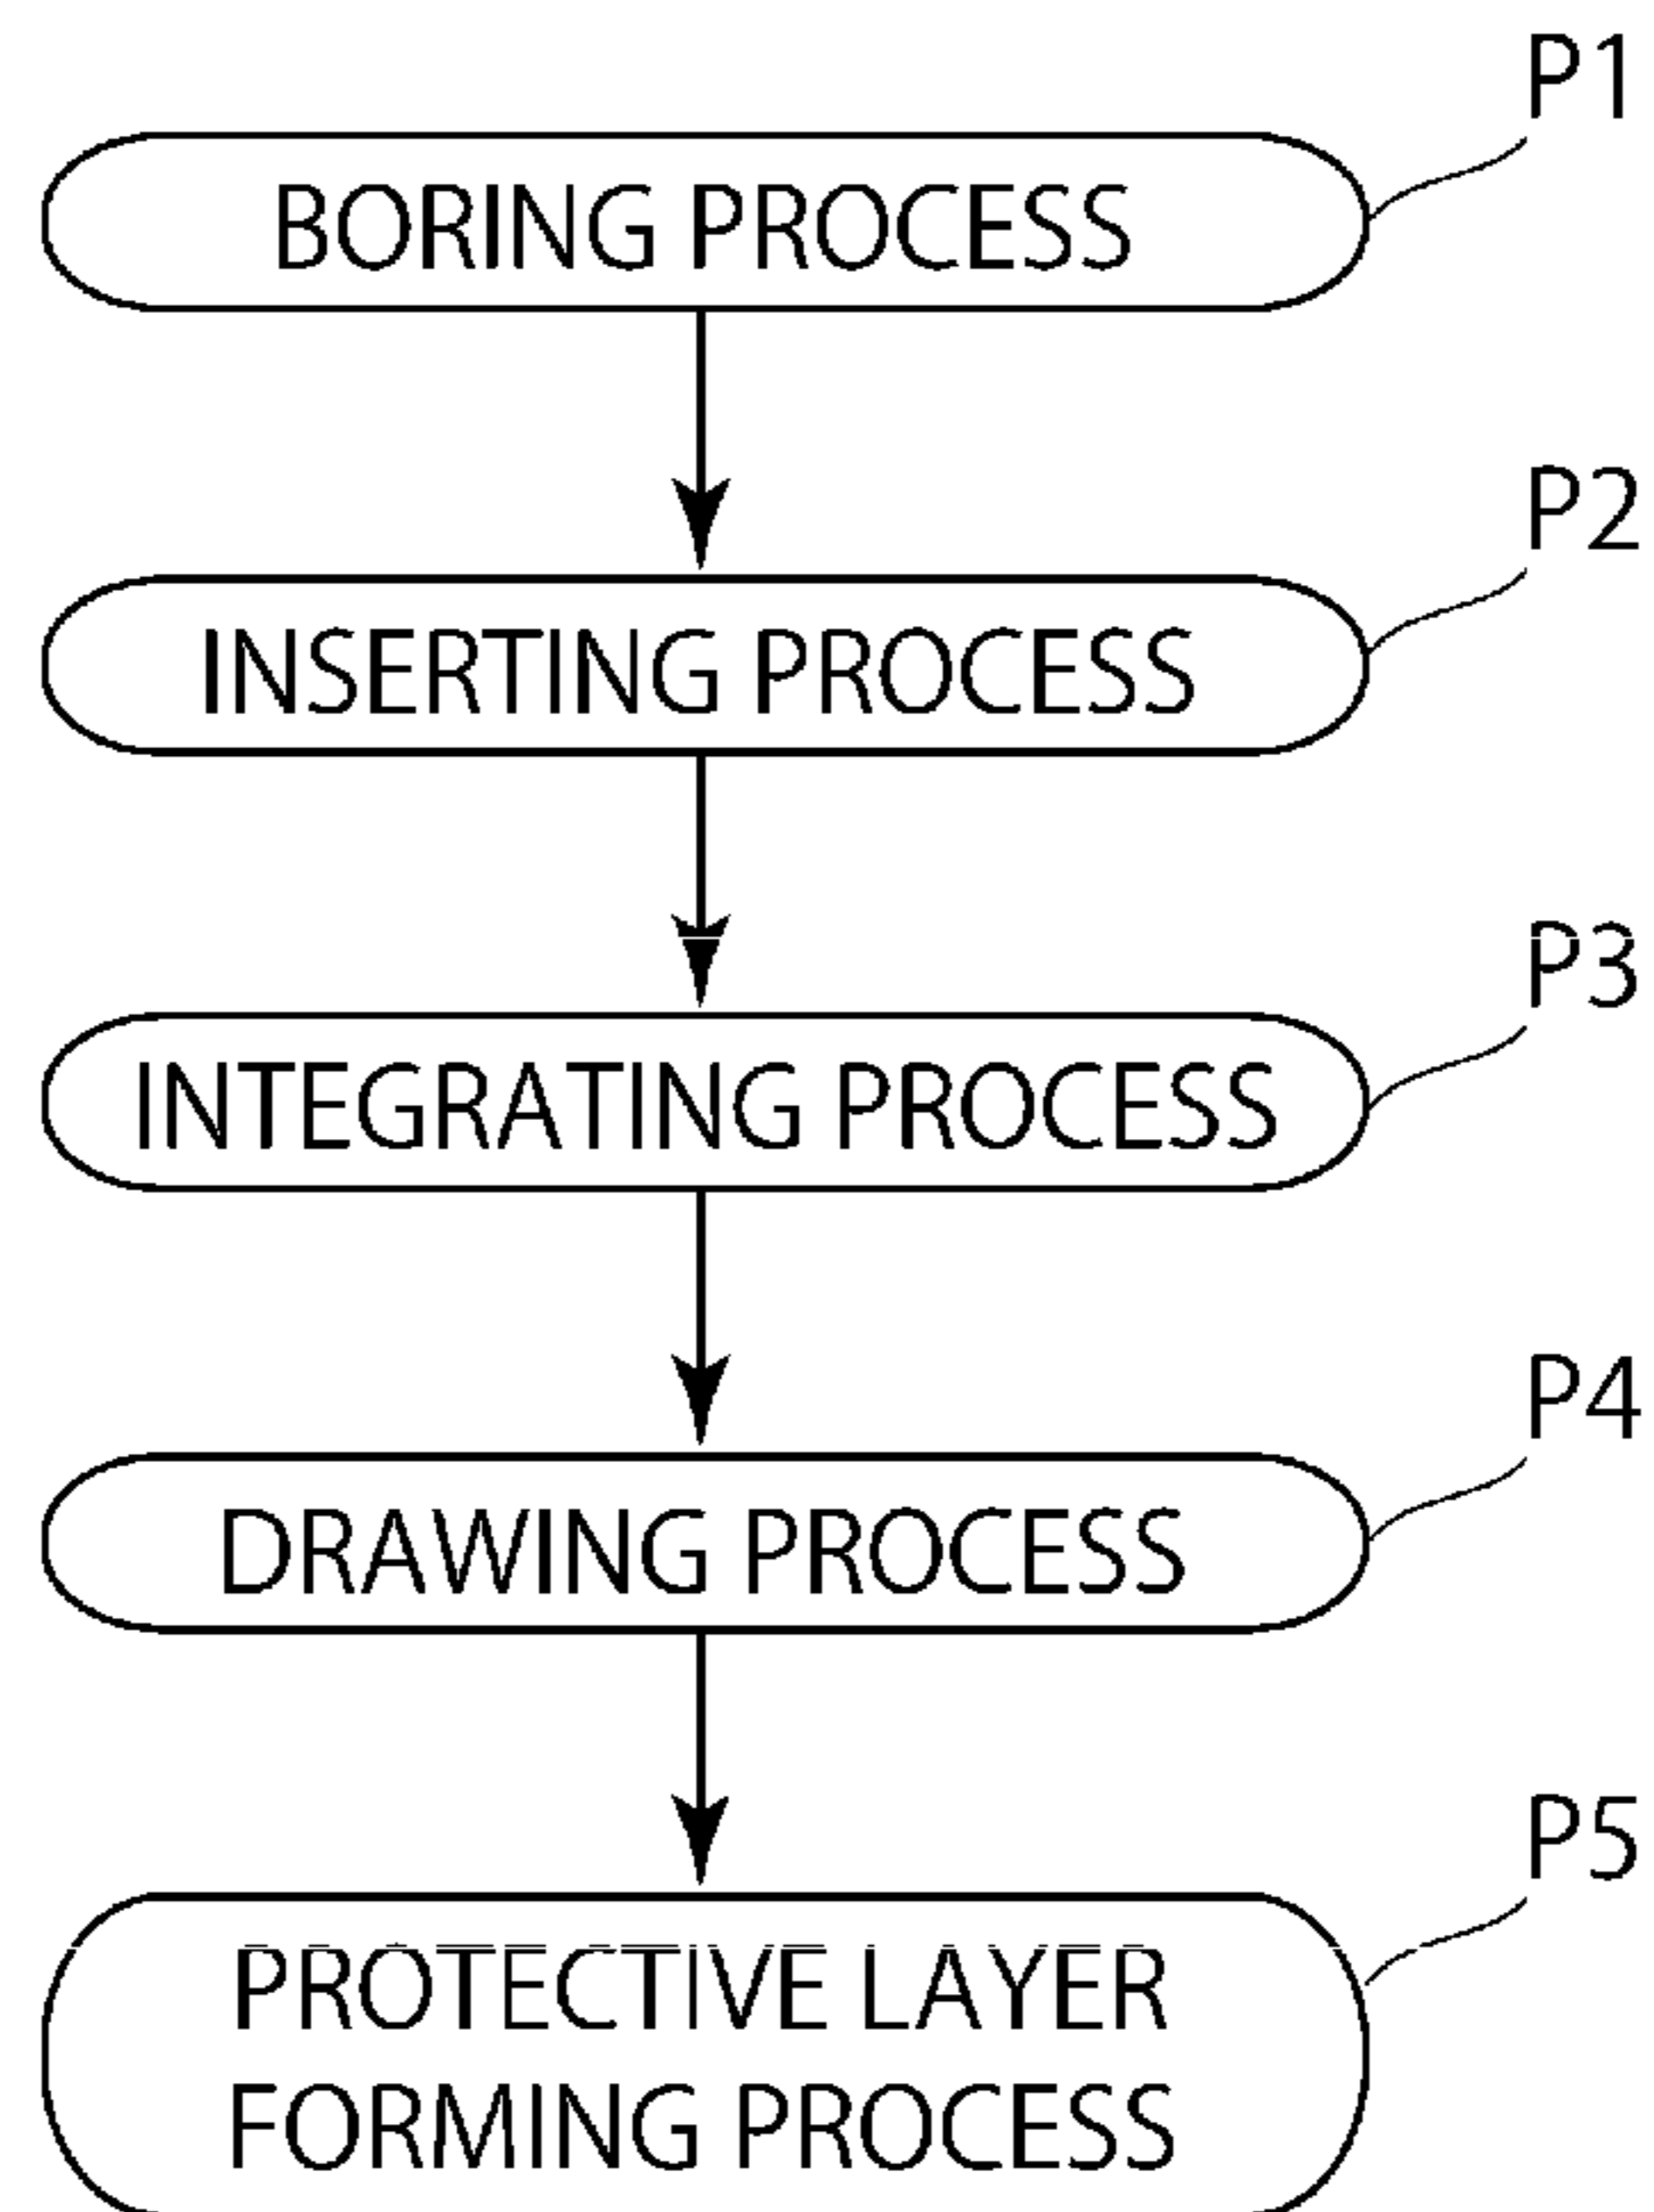 P1
BORING PROCESS
P2
INSERTING PROCESS
P3
INTEGRATING PROCESS
P4
DRAWING PROCESS
P5
PROTECTIVE LAYER
FORMING PROCESS